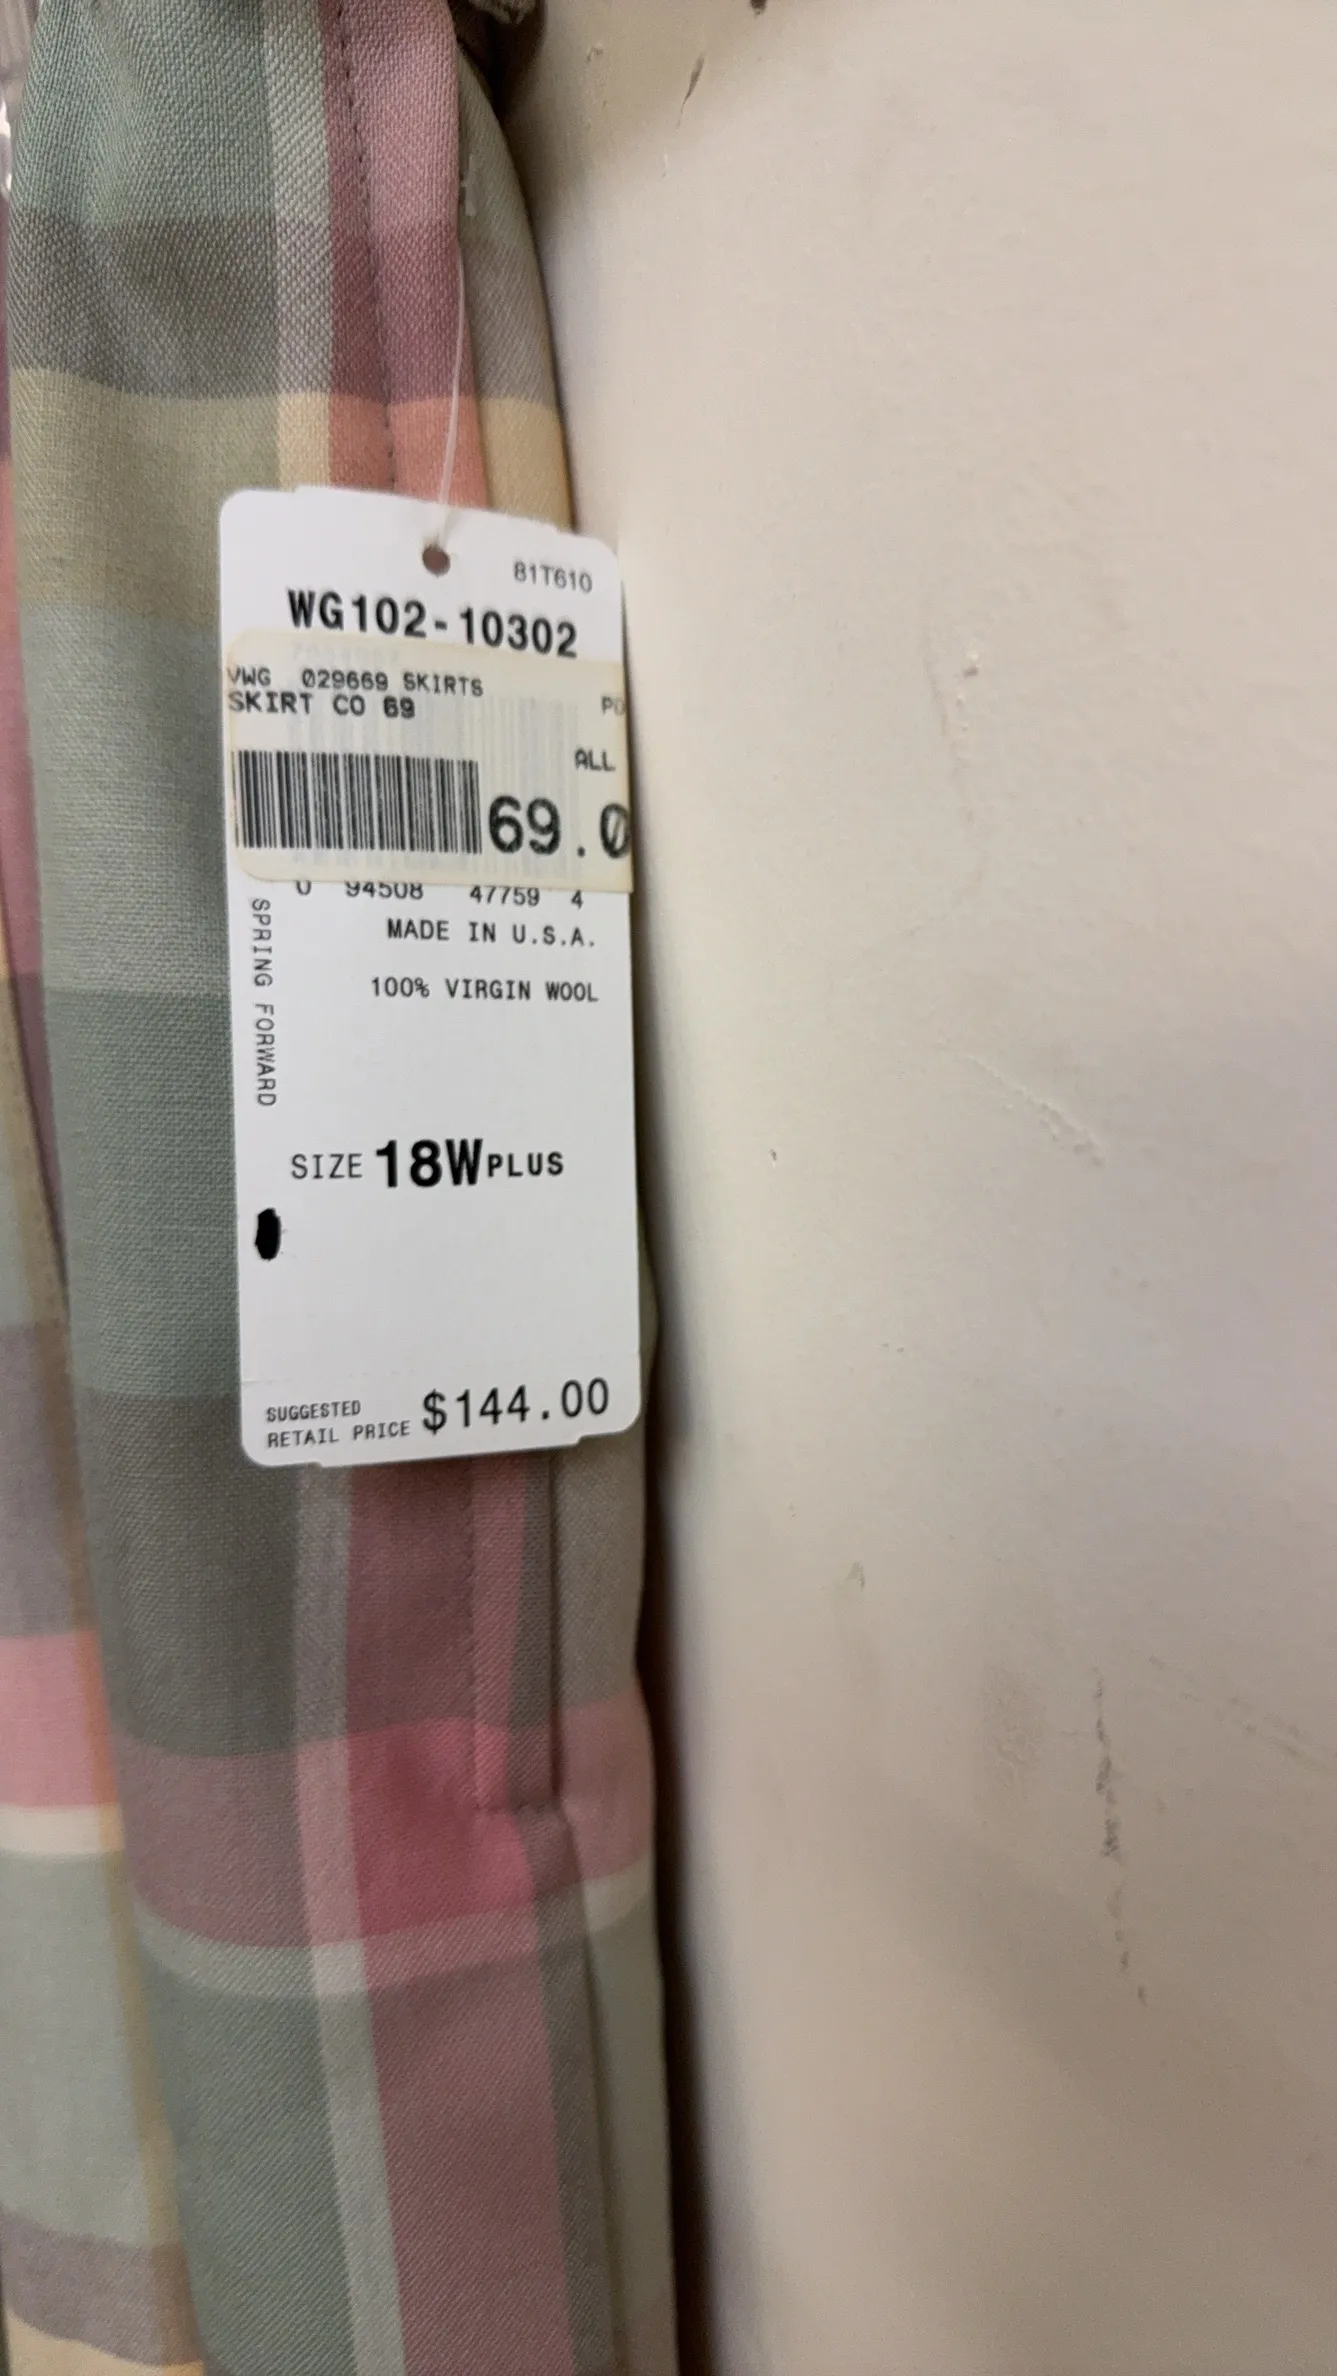 81T610
WG102-10302
VWG 029669 SKIRTS
SKIRT CO 69
ALL
69.0
0 94508 47759 4
MADE IN U.S.A.
100% VIRGIN WOOL
SPRING FORWARD
SIZE 18W PLUS
SUGGESTED
RETAIL PRICE $144.00